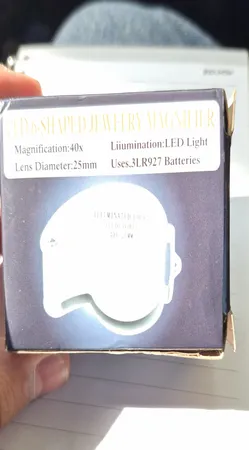 SHAPED JEWELRY MAGNIFIER
Magnification:40x
Liiumination:LED Light
Lens Diameter:25mm
Uses:3LR927 Batteries